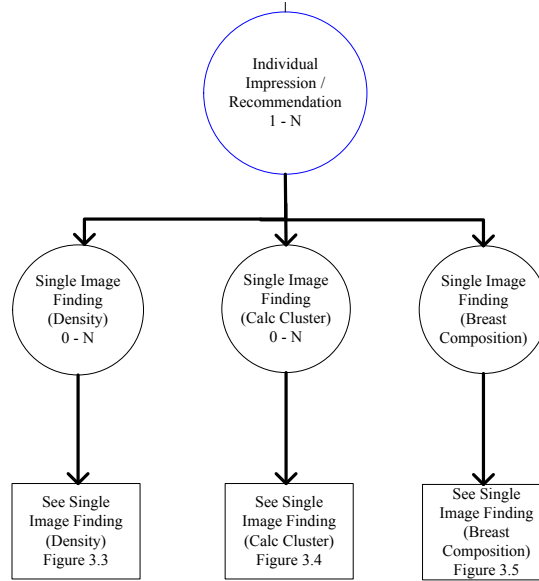 Individual
Impression /
Recommendation
1 - N
Single Image
Finding
(Density)
0 - N
Single Image
Finding
(Calc Cluster)
0 - N
Single Image
Finding
(Breast
Composition)
See Single
Image Finding
(Density)
Figure 3.3
See Single
Image Finding
(Calc Cluster)
Figure 3.4
See Single
Image Finding
(Breast
Composition)
Figure 3.5